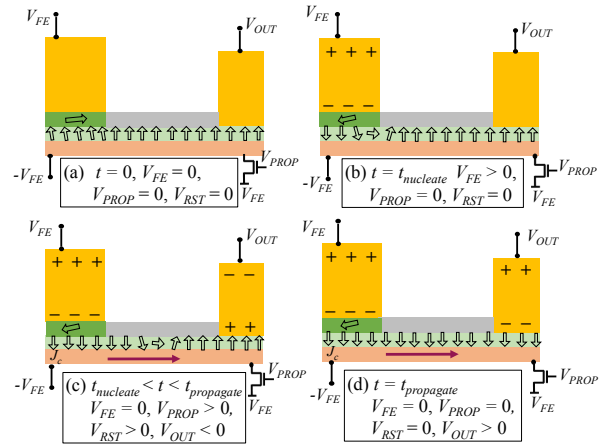 V_FE
V_OUT
-V_FE
V_PROP
V_FE
(a) t = 0, V_FE = 0,
V_PROP = 0, V_RST = 0
V_FE
V_OUT
+ + +
− − −
-V_FE
V_PROP
V_FE
(b) t = t_nucleate V_FE > 0,
V_PROP = 0, V_RST = 0
V_FE
V_OUT
+ + +
− −
− − −
+ +
J_c
-V_FE
V_PROP
V_FE
(c) t_nucleate < t < t_propagate
V_FE = 0, V_PROP > 0,
V_RST > 0, V_OUT < 0
V_FE
V_OUT
+ + +
+ +
− − −
− −
J_c
-V_FE
V_PROP
V_FE
(d) t = t_propagate
V_FE = 0, V_PROP = 0,
V_RST = 0, V_OUT > 0